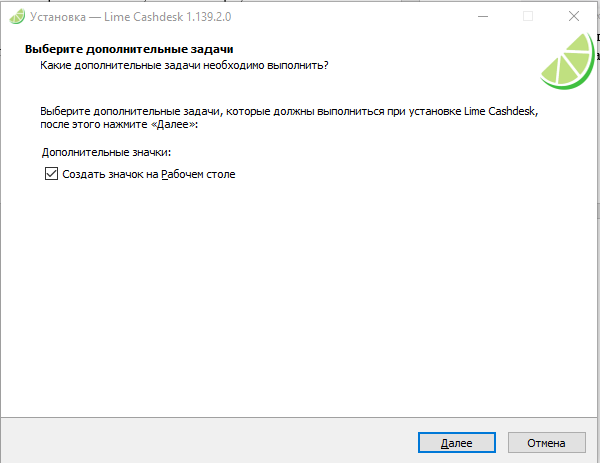 Установка — Lime Cashdesk 1.139.2.0
Выберите дополнительные задачи
Какие дополнительные задачи необходимо выполнить?
Выберите дополнительные задачи, которые должны выполниться при установке Lime Cashdesk,
после этого нажмите «Далее»:
Дополнительные значки:
Создать значок на Рабочем столе
Далее
Отмена